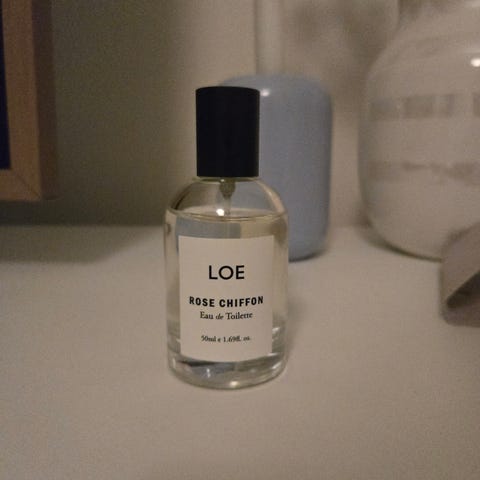 LOE
ROSE CHIFFON
Eau de Toilette
50ml e 1.69fl. oz.